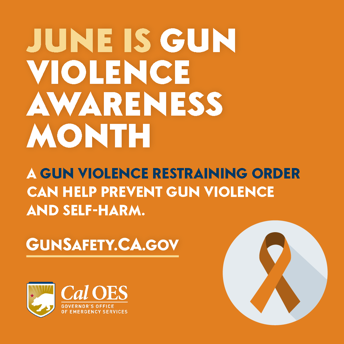 JUNE IS GUN
VIOLENCE
AWARENESS
MONTH
A GUN VIOLENCE RESTRAINING ORDER
CAN HELP PREVENT GUN VIOLENCE
AND SELF-HARM.
GUNSAFETY.CA.GOV
Cal OES
GOVERNOR'S OFFICE
OF EMERGENCY SERVICES